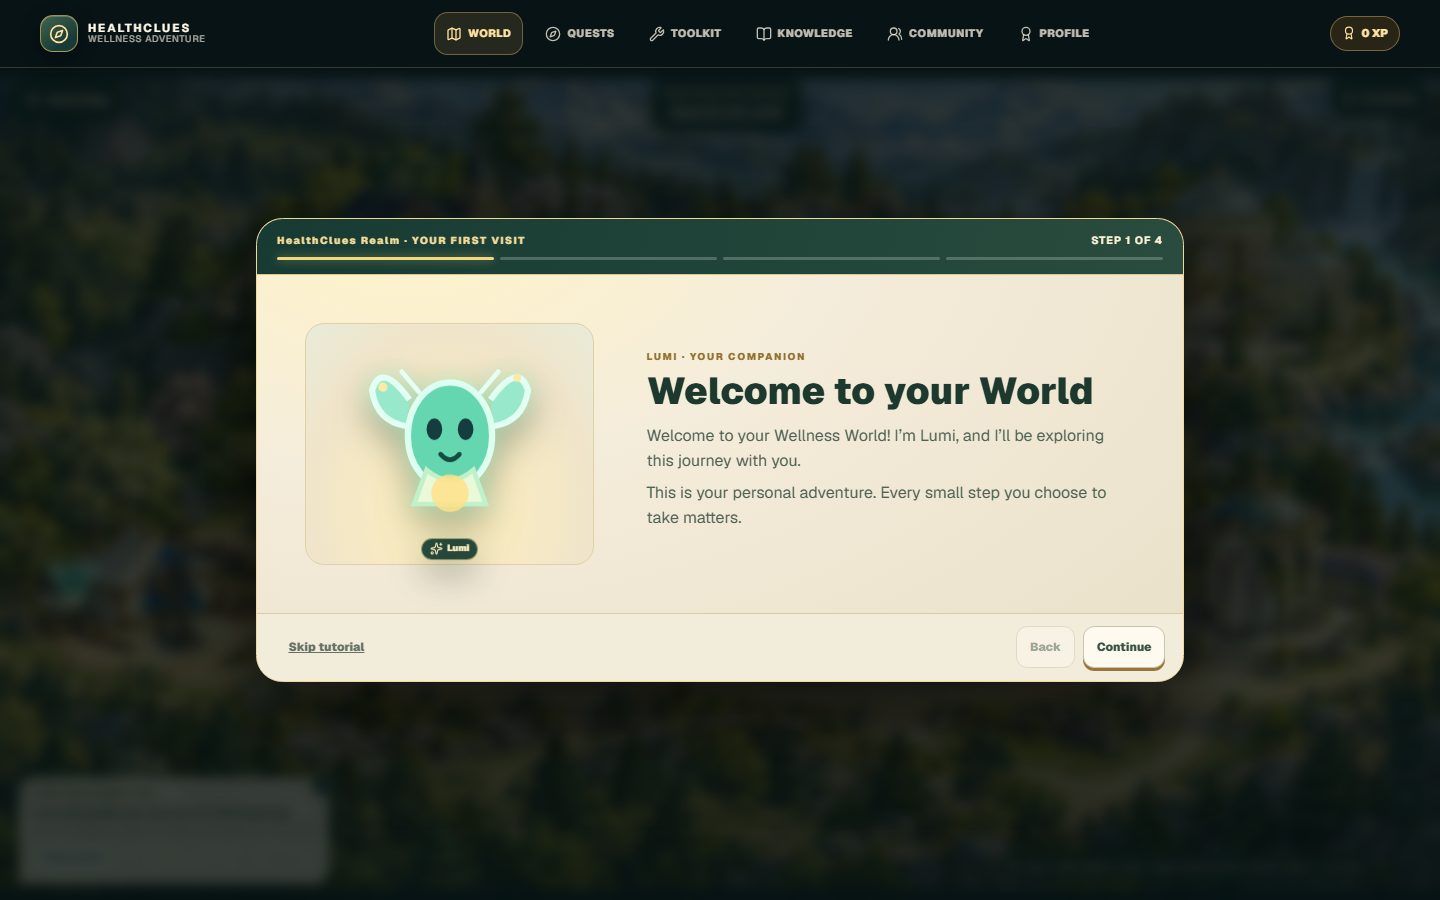 HEALTHCLUES
WELLNESS ADVENTURE
WORLD
QUESTS
TOOLKIT
KNOWLEDGE
COMMUNITY
PROFILE
0 XP
HealthClues Realm · YOUR FIRST VISIT
STEP 1 OF 4
LUMI · YOUR COMPANION
Welcome to your World
Welcome to your Wellness World! I’m Lumi, and I’ll be exploring
this journey with you.
This is your personal adventure. Every small step you choose to
take matters.
Lumi
Skip tutorial
Back
Continue